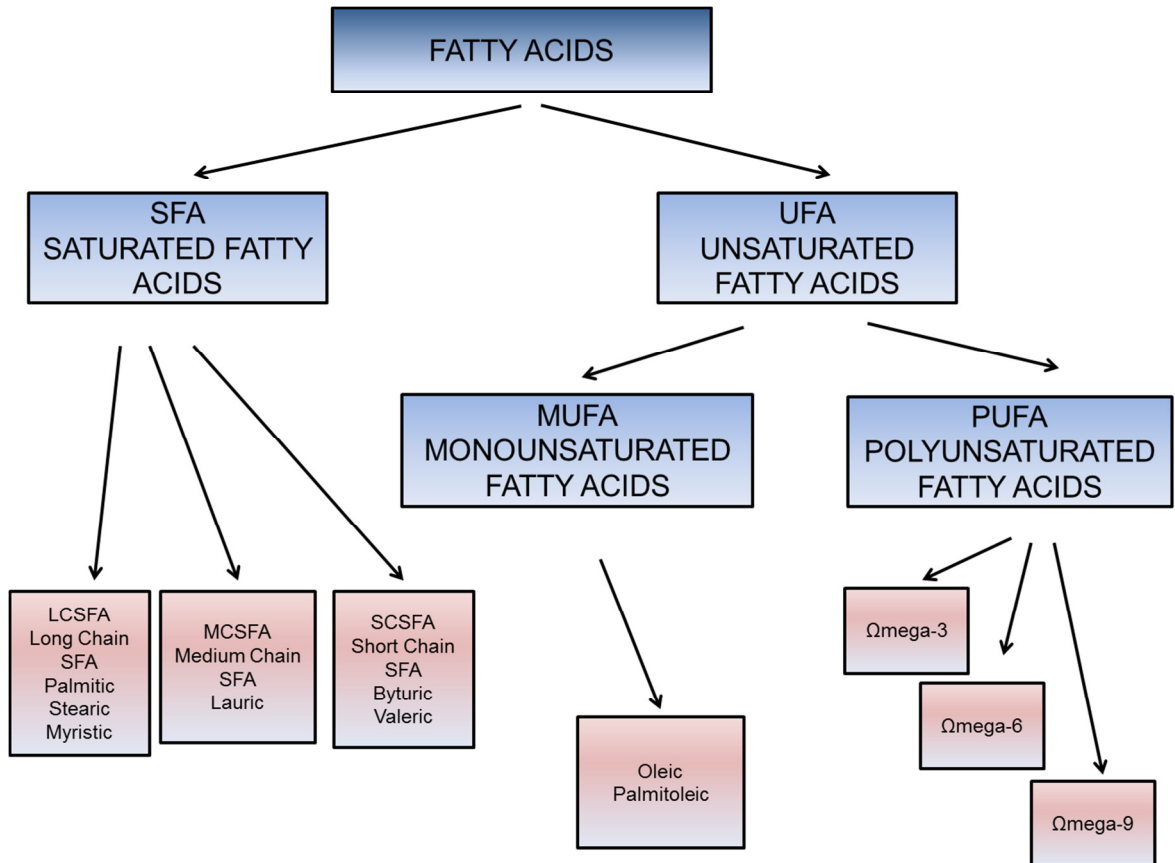 FATTY ACIDS
SFA
SATURATED FATTY
ACIDS
UFA
UNSATURATED
FATTY ACIDS
MUFA
MONOUNSATURATED
FATTY ACIDS
PUFA
POLYUNSATURATED
FATTY ACIDS
LCSFA
Long Chain
SFA
Palmitic
Stearic
Myristic
MCSFA
Medium Chain
SFA
Lauric
SCSFA
Short Chain
SFA
Byturic
Valeric
Oleic
Palmitoleic
Ωmega-3
Ωmega-6
Ωmega-9